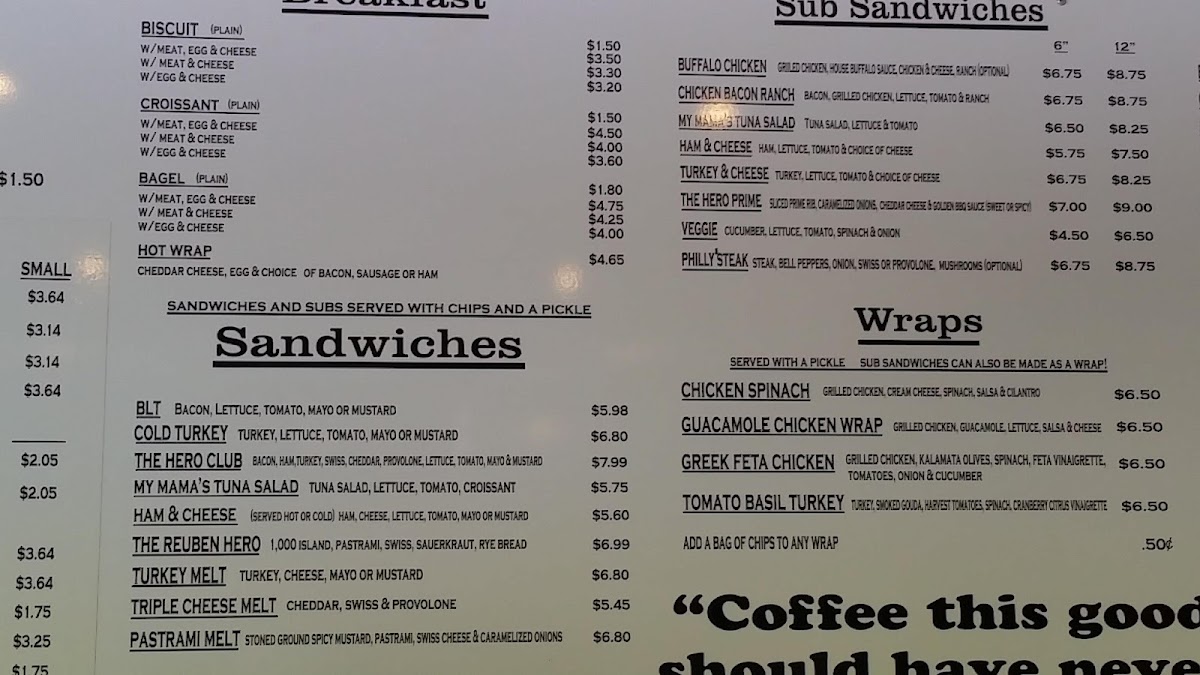 $1.50
SMALL
$3.64
$3.14
$3.14
$3.64
$2.05
$2.05
$3.64
$3.64
$1.75
$3.25
$1.75
Breakfast
BISCUIT (PLAIN) $1.50
W/MEAT, EGG & CHEESE $3.50
W/ MEAT & CHEESE $3.30
W/EGG & CHEESE $3.20
CROISSANT (PLAIN) $1.50
W/MEAT, EGG & CHEESE $4.50
W/ MEAT & CHEESE $4.00
W/EGG & CHEESE $3.60
BAGEL (PLAIN) $1.80
W/MEAT, EGG & CHEESE $4.75
W/ MEAT & CHEESE $4.25
W/EGG & CHEESE $4.00
HOT WRAP $4.65
CHEDDAR CHEESE, EGG & CHOICE OF BACON, SAUSAGE OR HAM
SANDWICHES AND SUBS SERVED WITH CHIPS AND A PICKLE
Sandwiches
BLT BACON, LETTUCE, TOMATO, MAYO OR MUSTARD $5.98
COLD TURKEY TURKEY, LETTUCE, TOMATO, MAYO OR MUSTARD $6.80
THE HERO CLUB BACON, HAM,TURKEY, SWISS, CHEDDAR, PROVOLONE, LETTUCE, TOMATO, MAYO & MUSTARD $7.99
MY MAMA'S TUNA SALAD TUNA SALAD, LETTUCE, TOMATO, CROISSANT $5.75
HAM & CHEESE (SERVED HOT OR COLD) HAM, CHEESE, LETTUCE, TOMATO, MAYO OR MUSTARD $5.60
THE REUBEN HERO 1,000 ISLAND, PASTRAMI, SWISS, SAUERKRAUT, RYE BREAD $6.99
TURKEY MELT TURKEY, CHEESE, MAYO OR MUSTARD $6.80
TRIPLE CHEESE MELT CHEDDAR, SWISS & PROVOLONE $5.45
PASTRAMI MELT STONED GROUND SPICY MUSTARD, PASTRAMI, SWISS CHEESE & CARAMELIZED ONIONS $6.80
Sub Sandwiches
6" 12"
BUFFALO CHICKEN GRILLED CHICKEN, HOUSE BUFFALO SAUCE, CHICKEN & CHEESE, RANCH (OPTIONAL) $6.75 $8.75
CHICKEN BACON RANCH BACON, GRILLED CHICKEN, LETTUCE, TOMATO & RANCH $6.75 $8.75
MY MAMA'S TUNA SALAD TUNA SALAD, LETTUCE & TOMATO $6.50 $8.25
HAM & CHEESE HAM, LETTUCE, TOMATO & CHOICE OF CHEESE $5.75 $7.50
TURKEY & CHEESE TURKEY, LETTUCE, TOMATO & CHOICE OF CHEESE $6.75 $8.25
THE HERO PRIME SLICED PRIME RIB, CARAMELIZED ONIONS, CHEDDAR CHEESE & GOLDEN BBQ SAUCE (SWEET OR SPICY) $7.00 $9.00
VEGGIE CUCUMBER, LETTUCE, TOMATO, SPINACH & ONION $4.50 $6.50
PHILLY'STEAK STEAK, BELL PEPPERS, ONION, SWISS OR PROVOLONE, MUSHROOMS (OPTIONAL) $6.75 $8.75
Wraps
SERVED WITH A PICKLE SUB SANDWICHES CAN ALSO BE MADE AS A WRAP!
CHICKEN SPINACH GRILLED CHICKEN, CREAM CHEESE, SPINACH, SALSA & CILANTRO $6.50
GUACAMOLE CHICKEN WRAP GRILLED CHICKEN, GUACAMOLE, LETTUCE, SALSA & CHEESE $6.50
GREEK FETA CHICKEN GRILLED CHICKEN, KALAMATA OLIVES, SPINACH, FETA VINAIGRETTE, $6.50
TOMATOES, ONION & CUCUMBER
TOMATO BASIL TURKEY TURKEY, SMOKED GOUDA, HARVEST TOMATOES, SPINACH, CRANBERRY CITRUS VINAIGRETTE $6.50
ADD A BAG OF CHIPS TO ANY WRAP .50¢
“Coffee this good
should have neve